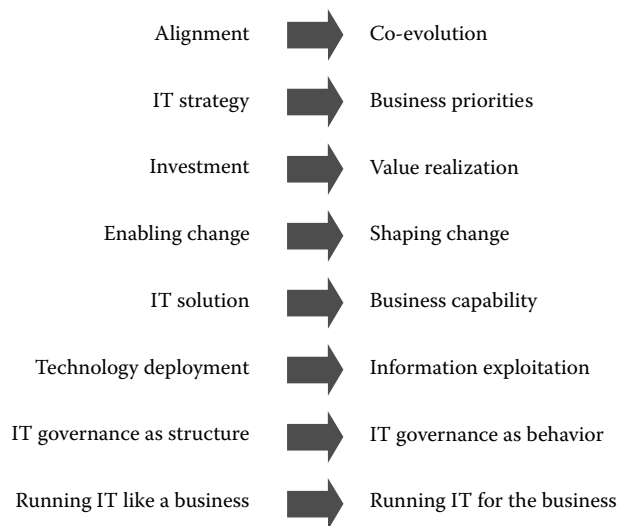 Alignment Co-evolution
IT strategy Business priorities
Investment Value realization
Enabling change Shaping change
IT solution Business capability
Technology deployment Information exploitation
IT governance as structure IT governance as behavior
Running IT like a business Running IT for the business